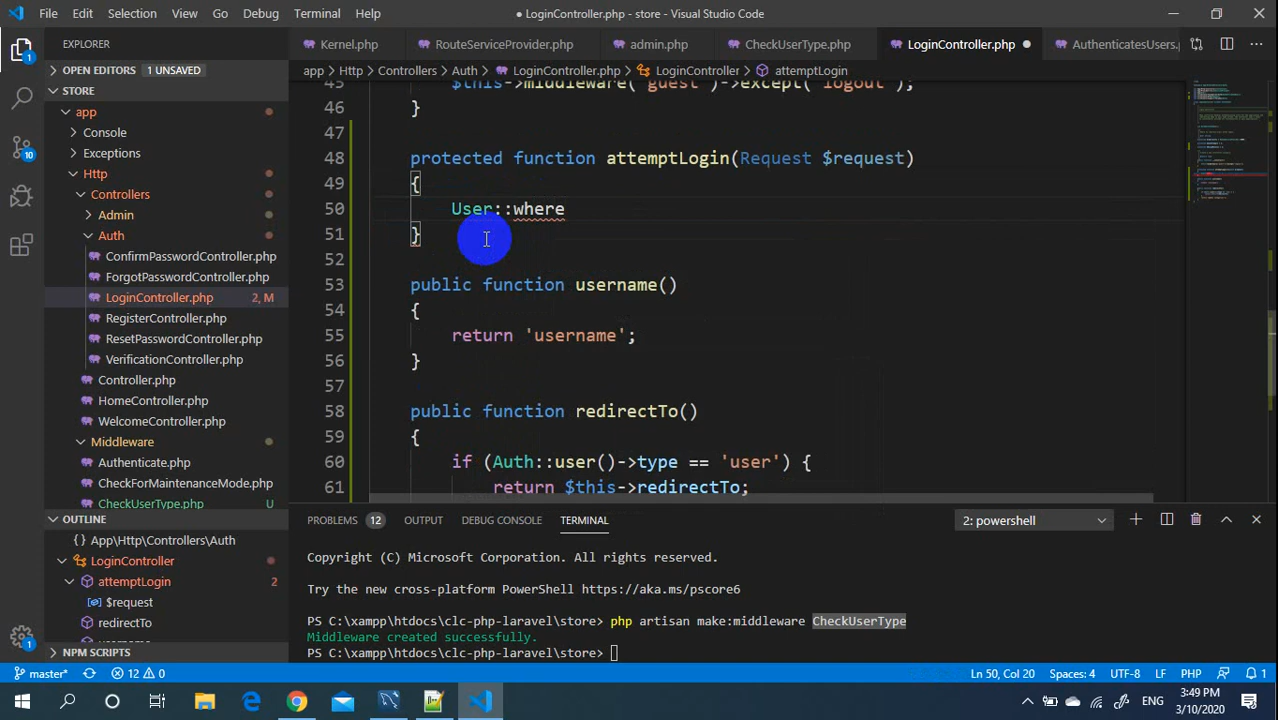 File Edit Selection View Go Debug Terminal Help ● LoginController.php - store - Visual Studio Code
EXPLORER
Kernel.php RouteServiceProvider.php admin.php CheckUserType.php LoginController.php AuthenticatesUsers.
OPEN EDITORS 1 UNSAVED
app > Http > Controllers > Auth > LoginController.php > LoginController > attemptLogin
STORE
app
Console
Exceptions
Http
Controllers
Admin
Auth
ConfirmPasswordController.php
ForgotPasswordController.php
LoginController.php 2, M
RegisterController.php
ResetPasswordController.php
VerificationController.php
Controller.php
HomeController.php
WelcomeController.php
Middleware
Authenticate.php
CheckForMaintenanceMode.php
CheckUserType.php U
OUTLINE
App\Http\Controllers\Auth
LoginController
attemptLogin 2
$request
redirectTo
NPM SCRIPTS
45 $this->middleware('guest')->except('logout');
46 }
47
48 protected function attemptLogin(Request $request)
49 {
50 User::where
51 }
52
53 public function username()
54 {
55 return 'username';
56 }
57
58 public function redirectTo()
59 {
60 if (Auth::user()->type == 'user') {
61 return $this->redirectTo;
PROBLEMS 12 OUTPUT DEBUG CONSOLE TERMINAL 2: powershell
Copyright (C) Microsoft Corporation. All rights reserved.
Try the new cross-platform PowerShell https://aka.ms/pscore6
PS C:\xampp\htdocs\clc-php-laravel\store> php artisan make:middleware CheckUserType
Middleware created successfully.
PS C:\xampp\htdocs\clc-php-laravel\store>
master* 12 0 Ln 50, Col 20 Spaces: 4 UTF-8 LF PHP 1
10
1
1
ENG
3:49 PM
3/10/2020